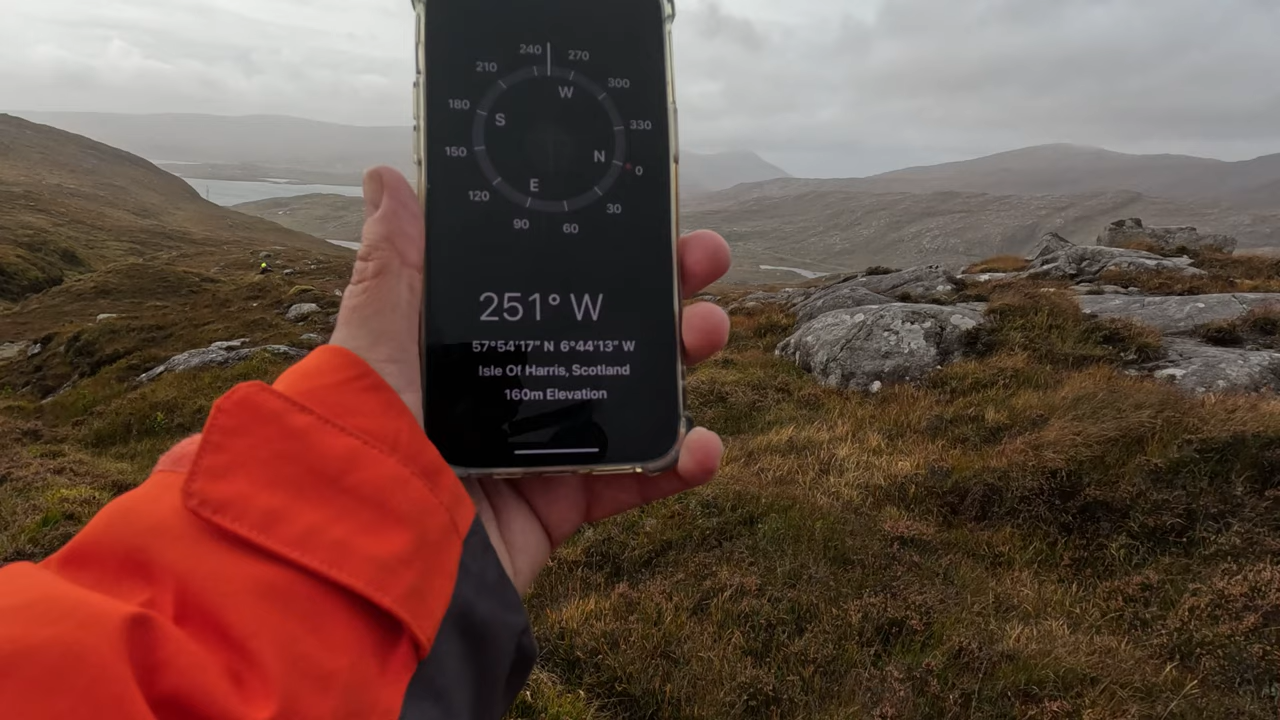 240
270
210
300
W
180
S
330
150
N
0
120
E
30
90
60
251° W
57°54'17" N 6°44'13" W
Isle Of Harris, Scotland
160m Elevation